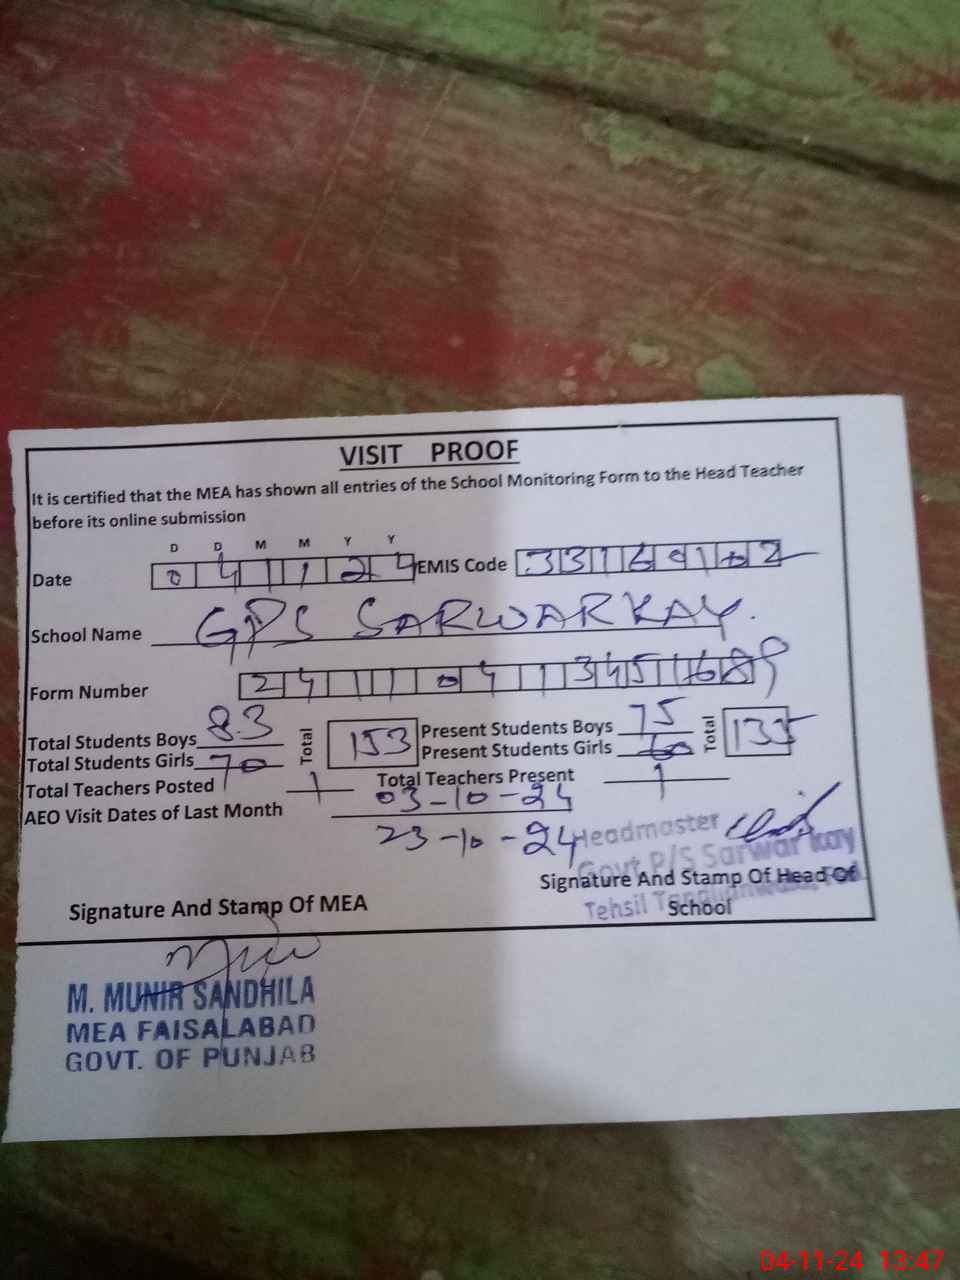 VISIT PROOF
It is certified that the MEA has shown all entries of the School Monitoring Form to the Head Teacher
before its online submission
D D M M Y Y
Date 0 4 1 1 2 4 EMIS Code 3 3 1 6 0 1 0 2
School Name GPS SARWARKAY.
Form Number 2 4 1 1 0 4 1 3 4 5 1 6 8 9
Total Students Boys 83 Total 153 Present Students Boys 75 Total 135
Total Students Girls 70 Present Students Girls 60
Total Teachers Posted 1 Total Teachers Present 1
AEO Visit Dates of Last Month 03-10-24
23-10-24
Headmaster
Govt P/S Sarwar kay
Tehsil
Signature And Stamp Of MEA
Signature And Stamp Of Head Of
School
M. MUNIR SANDHILA
MEA FAISALABAD
GOVT. OF PUNJAB
04-11-24 13:47